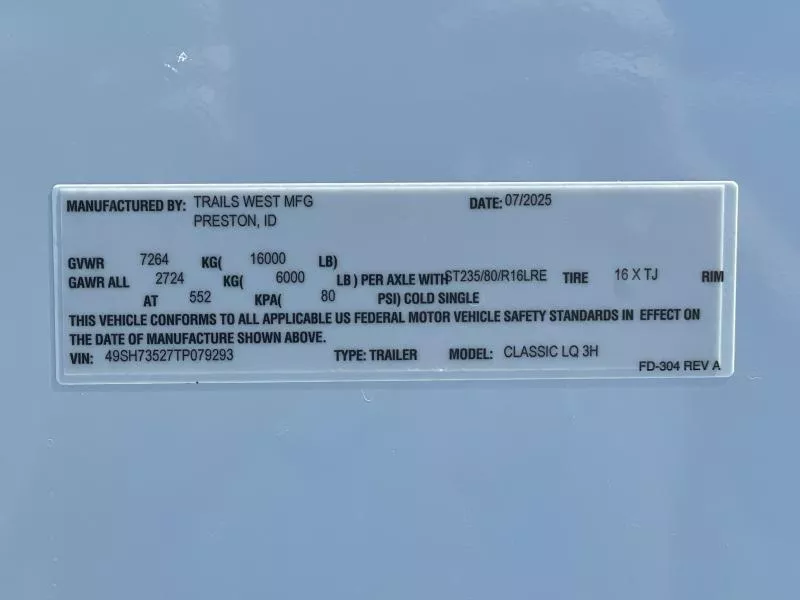 MANUFACTURED BY: TRAILS WEST MFG DATE: 07/2025
PRESTON, ID
GVWR 7264 KG( 16000 LB)
GAWR ALL 2724 KG( 6000 LB ) PER AXLE WITH ST235/80/R16LRE TIRE 16 X TJ RIM
AT 552 KPA( 80 PSI) COLD SINGLE
THIS VEHICLE CONFORMS TO ALL APPLICABLE US FEDERAL MOTOR VEHICLE SAFETY STANDARDS IN EFFECT ON
THE DATE OF MANUFACTURE SHOWN ABOVE.
VIN: 49SH73527TP079293 TYPE: TRAILER MODEL: CLASSIC LQ 3H
FD-304 REV A